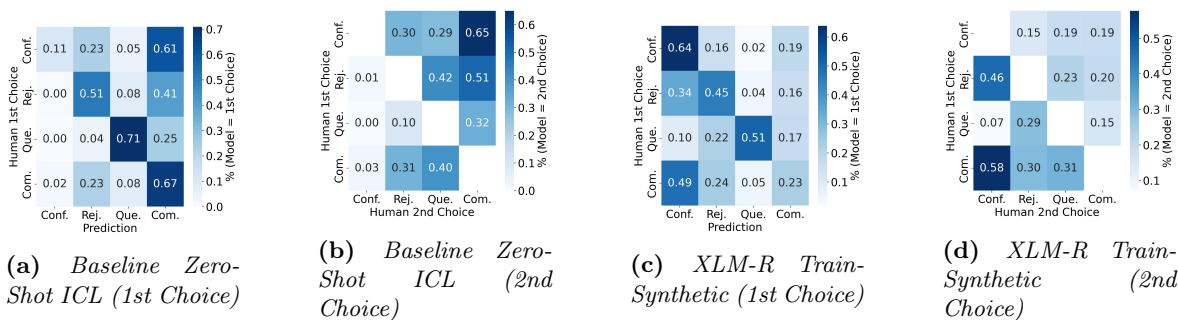 Human 1st Choice
Conf. Rej. Que. Com.
0.11 0.23 0.05 0.61
0.00 0.51 0.08 0.41
0.00 0.04 0.71 0.25
0.02 0.23 0.08 0.67
Conf. Rej. Que. Com.
Prediction
0.7
0.6
0.5
0.4
0.3
0.2
0.1
0.0
% (Model = 1st Choice)
(a) Baseline Zero-
Shot ICL (1st Choice)
Human 1st Choice
Conf. Rej. Que. Com.
0.30 0.29 0.65
0.01 0.42 0.51
0.00 0.10 0.32
0.03 0.31 0.40
Conf. Rej. Que. Com.
Human 2nd Choice
0.6
0.5
0.4
0.3
0.2
0.1
0.0
% (Model = 2nd Choice)
(b) Baseline Zero-
Shot ICL (2nd
Choice)
Human 1st Choice
Conf. Rej. Que. Com.
0.64 0.16 0.02 0.19
0.34 0.45 0.04 0.16
0.10 0.22 0.51 0.17
0.49 0.24 0.05 0.23
Conf. Rej. Que. Com.
Prediction
0.6
0.5
0.4
0.3
0.2
0.1
% (Model = 1st Choice)
(c) XLM-R Train-
Synthetic (1st Choice)
Human 1st Choice
Conf. Rej. Que. Com.
0.15 0.19 0.19
0.46 0.23 0.20
0.07 0.29 0.15
0.58 0.30 0.31
Conf. Rej. Que. Com.
Human 2nd Choice
0.5
0.4
0.3
0.2
0.1
% (Model = 2nd Choice)
(d) XLM-R Train-
Synthetic (2nd
Choice)